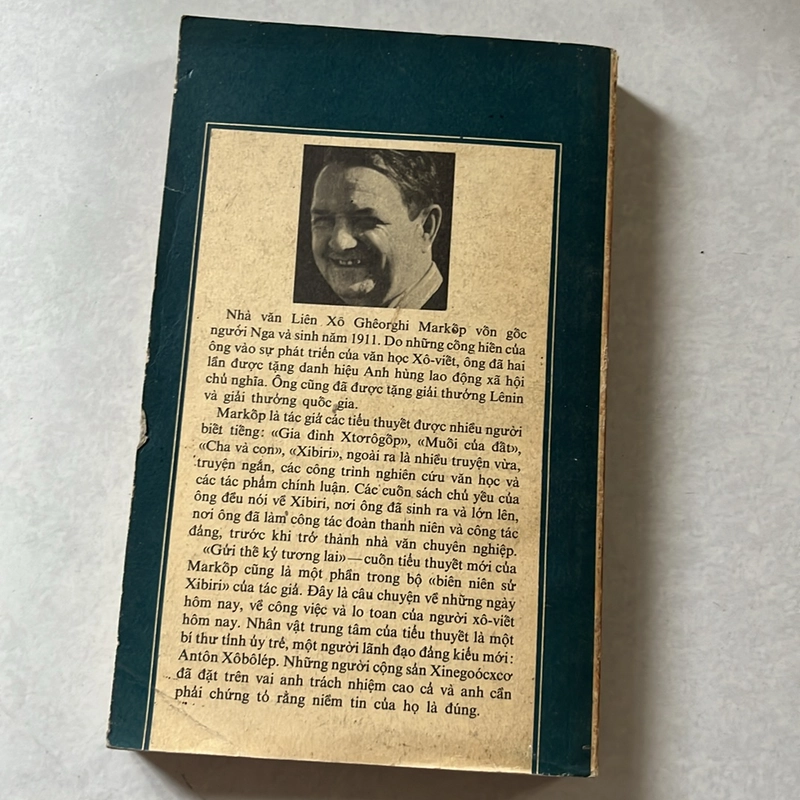 Nhà văn Liên Xô Ghêorghi Markôp vốn gốc
người Nga và sinh năm 1911. Do những cống hiến của
ông vào sự phát triển của văn học Xô-viết, ông đã hai
lần được tặng danh hiệu Anh hùng lao động xã hội
chủ nghĩa. Ông cũng đã được tặng giải thưởng Lênin
và giải thưởng quốc gia.
Markôp là tác giả các tiểu thuyết được nhiều người
biết tiếng: «Gia đình Xtơrôgôp», «Muối của đất»,
«Cha và con», «Xibiri», ngoài ra là nhiều truyện vừa,
truyện ngắn, các công trình nghiên cứu văn học và
các tác phẩm chính luận. Các cuốn sách chủ yếu của
ông đều nói về Xibiri, nơi ông đã sinh ra và lớn lên,
nơi ông đã làm công tác đoàn thanh niên và công tác
đảng, trước khi trở thành nhà văn chuyên nghiệp.
«Gửi thế kỷ tương lai»—cuốn tiểu thuyết mới của
Markôp cũng là một phần trong bộ «biên niên sử
Xibiri» của tác giả. Đây là câu chuyện về những ngày
hôm nay, về công việc và lo toan của người xô-viết
hôm nay. Nhân vật trung tâm của tiểu thuyết là một
bí thư tỉnh ủy trẻ, một người lãnh đạo đảng kiểu mới:
Antôn Xôbôlép. Những người cộng sản Xinegoócxcơ
đã đặt trên vai anh trách nhiệm cao cả và anh cần
phải chứng tỏ rằng niềm tin của họ là đúng.